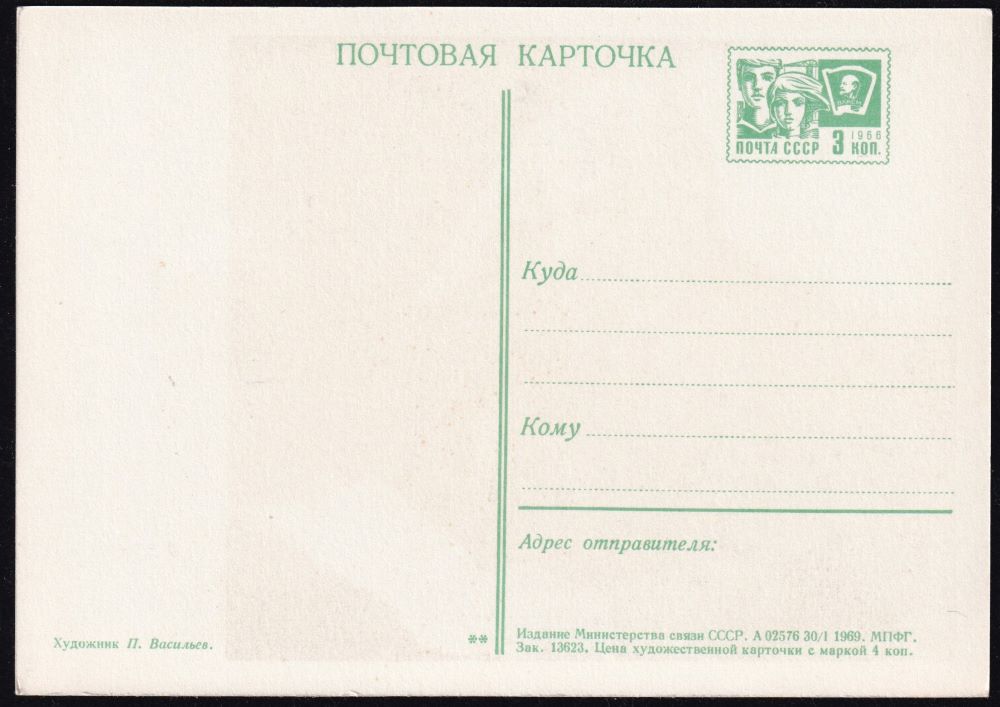 ПОЧТОВАЯ КАРТОЧКА
ВЛКСМ
ПОЧТА СССР 3 КОП. 1966
Куда
Кому
Адрес отправителя:
Художник П. Васильев.
**
Издание Министерства связи СССР. А 02576 30/I 1969. МПФГ.
Зак. 13623. Цена художественной карточки с маркой 4 коп.